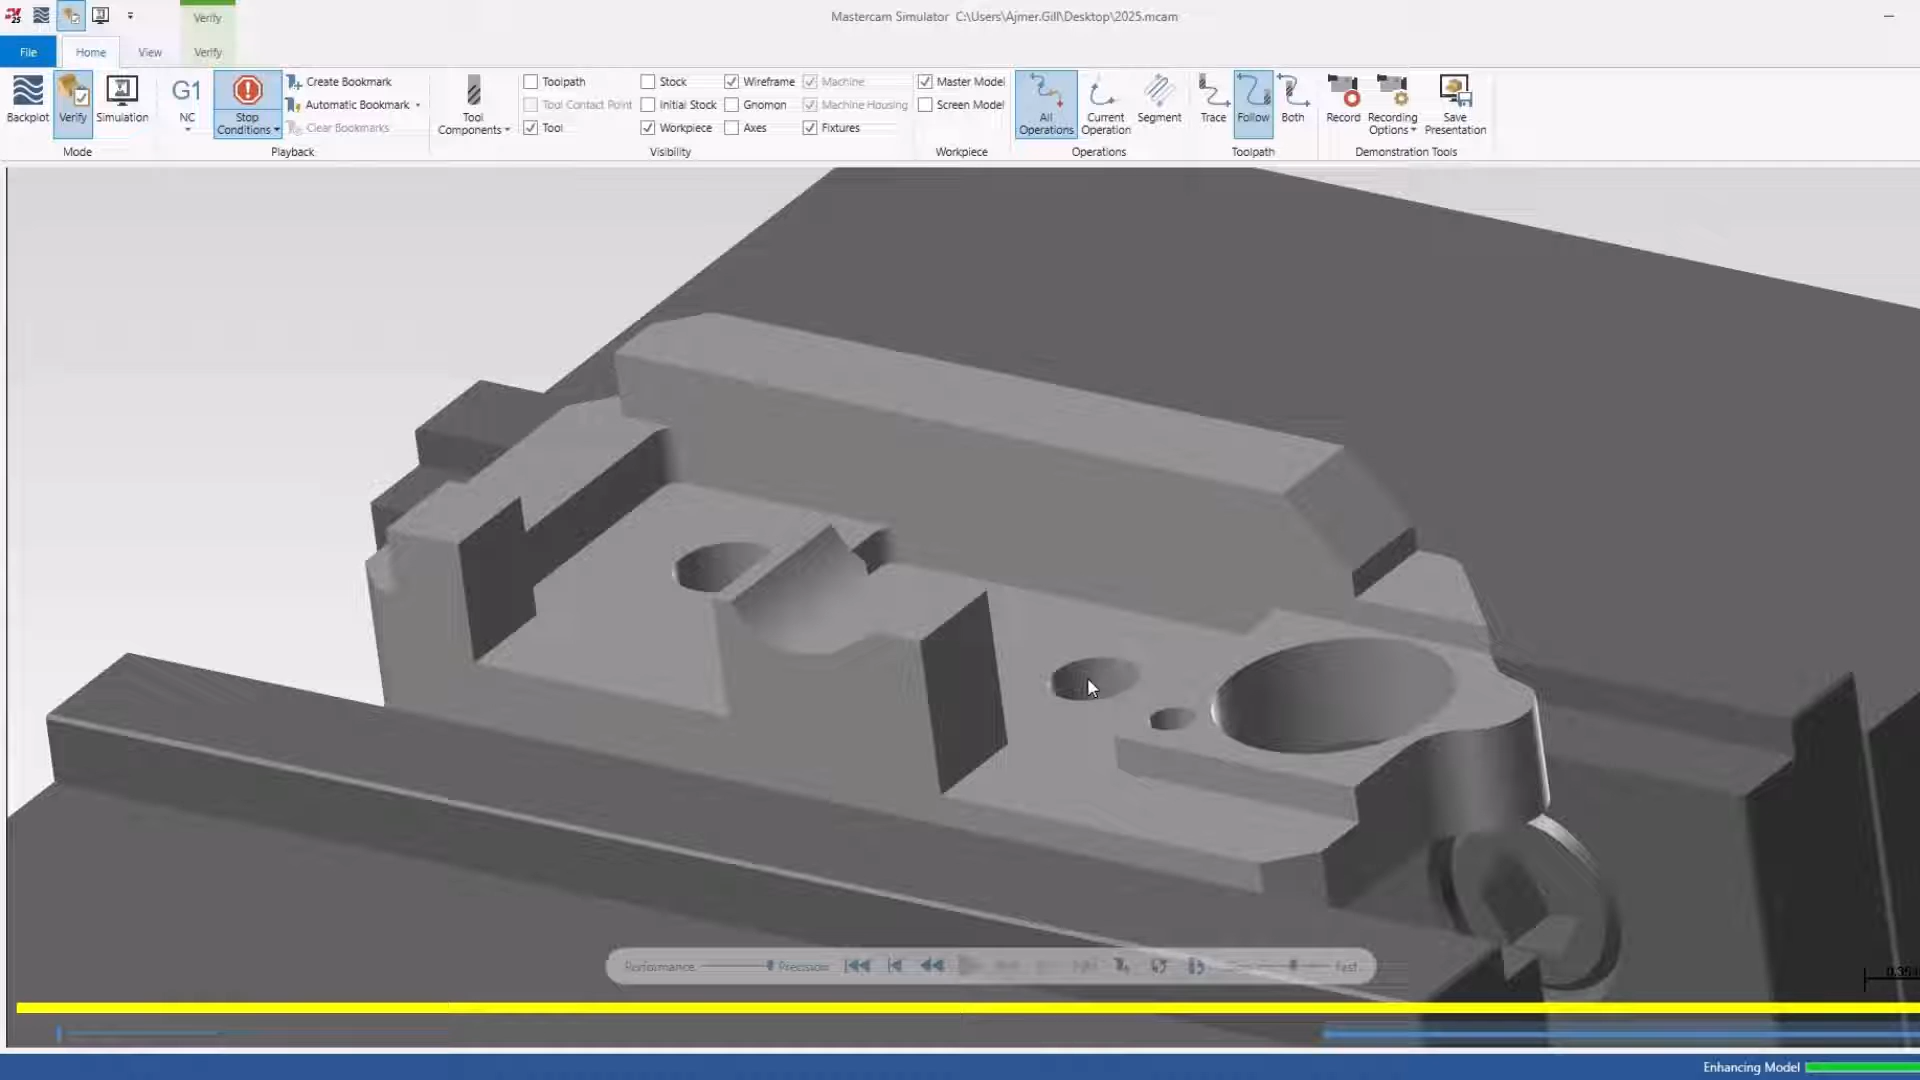 25
Verify
Mastercam Simulator C:\Users\Ajmer.Gill\Desktop\2025.mcam
File
Home
View
Verify
Backplot
Verify
Simulation
Mode
G1
NC
Stop
Conditions
Create Bookmark
Automatic Bookmark
Clear Bookmarks
Playback
Tool
Components
Toolpath
Tool Contact Point
Tool
Stock
Initial Stock
Workpiece
Wireframe
Gnomon
Axes
Machine
Machine Housing
Fixtures
Visibility
Master Model
Screen Model
Workpiece
All
Operations
Current
Operation
Segment
Operations
Trace
Follow
Both
Toolpath
Record
Recording
Options
Save
Presentation
Demonstration Tools
Performance
Precision
Fast
Enhancing Model